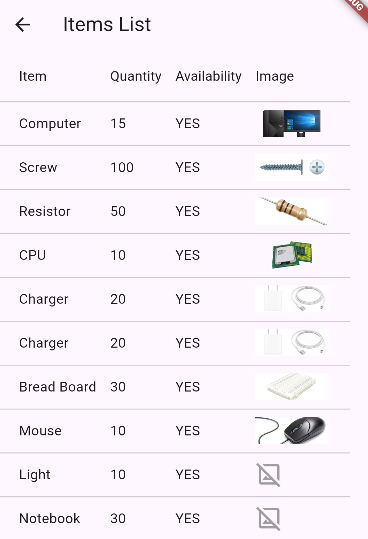 Items List
Item Quantity Availability Image
Computer 15 YES
Screw 100 YES
Resistor 50 YES
CPU 10 YES
Charger 20 YES
Charger 20 YES
Bread Board 30 YES
Mouse 10 YES
Light 10 YES
Notebook 30 YES